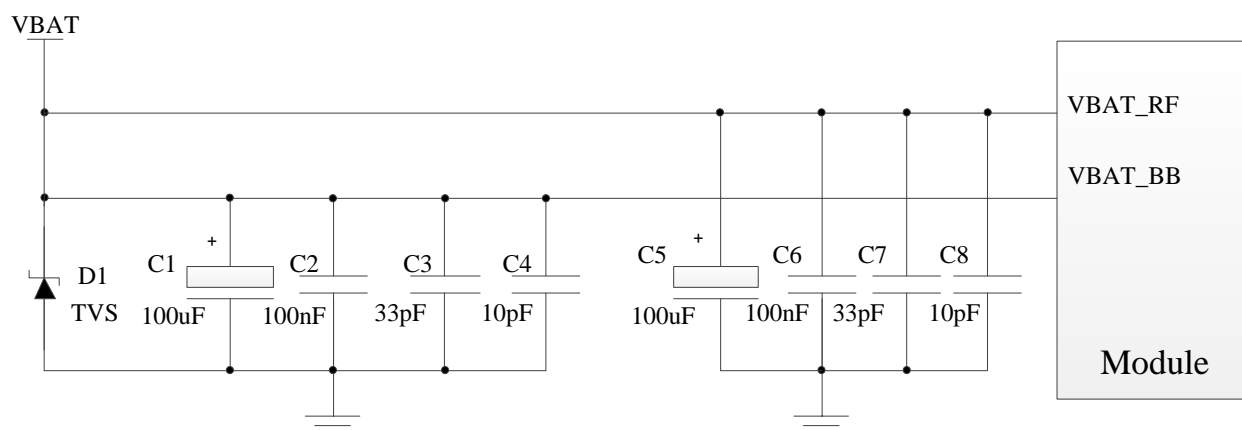 VBAT
VBAT_RF
VBAT_BB
+
+
D1
C1
C2
C3
C4
C5
C6
C7
C8
TVS
100uF
100nF
33pF
10pF
100uF
100nF
33pF
10pF
Module